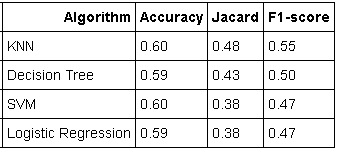 Algorithm Accuracy Jacard F1-score
KNN 0.60 0.48 0.55
Decision Tree 0.59 0.43 0.50
SVM 0.60 0.38 0.47
Logistic Regression 0.59 0.38 0.47